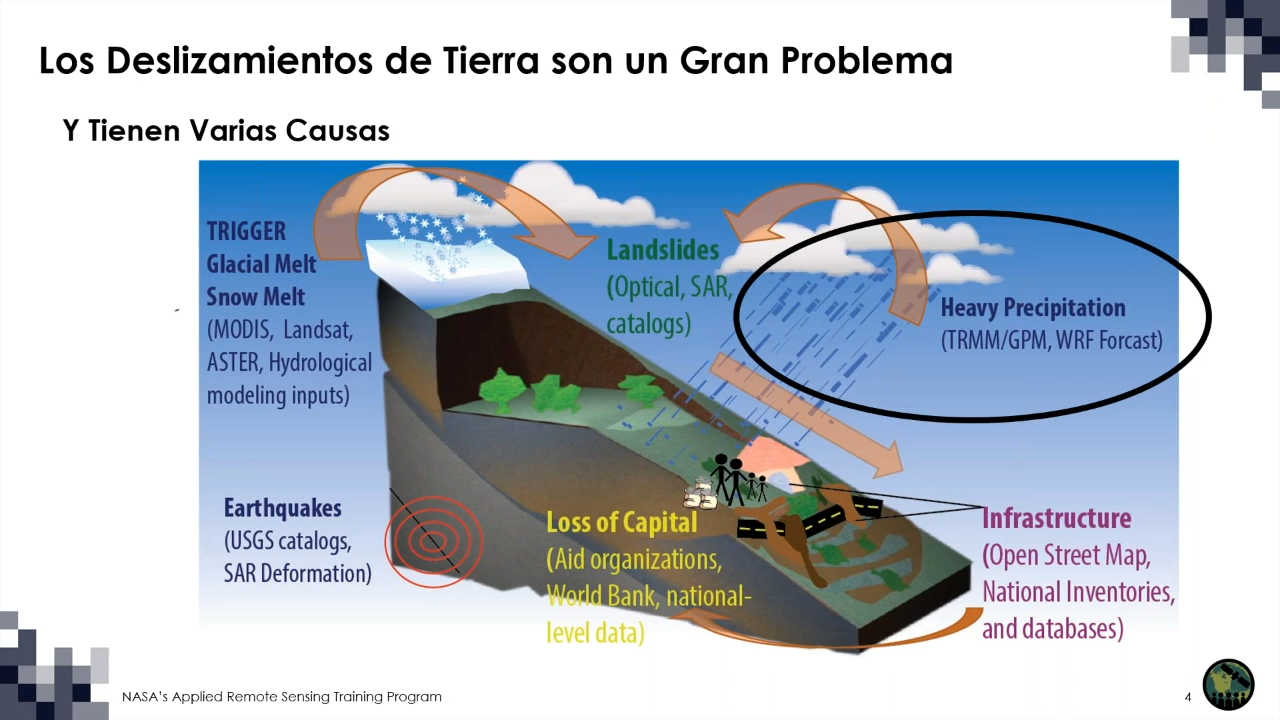 Los Deslizamientos de Tierra son un Gran Problema
Y Tienen Varias Causas
TRIGGER
Glacial Melt
Snow Melt
(MODIS, Landsat,
ASTER, Hydrological
modeling inputs)
Landslides
(Optical, SAR,
catalogs)
Heavy Precipitation
(TRMM/GPM, WRF Forcast)
Earthquakes
(USGS catalogs,
SAR Deformation)
Loss of Capital
(Aid organizations,
World Bank, national-
level data)
Infrastructure
(Open Street Map,
National Inventories,
and databases)
NASA's Applied Remote Sensing Training Program
4